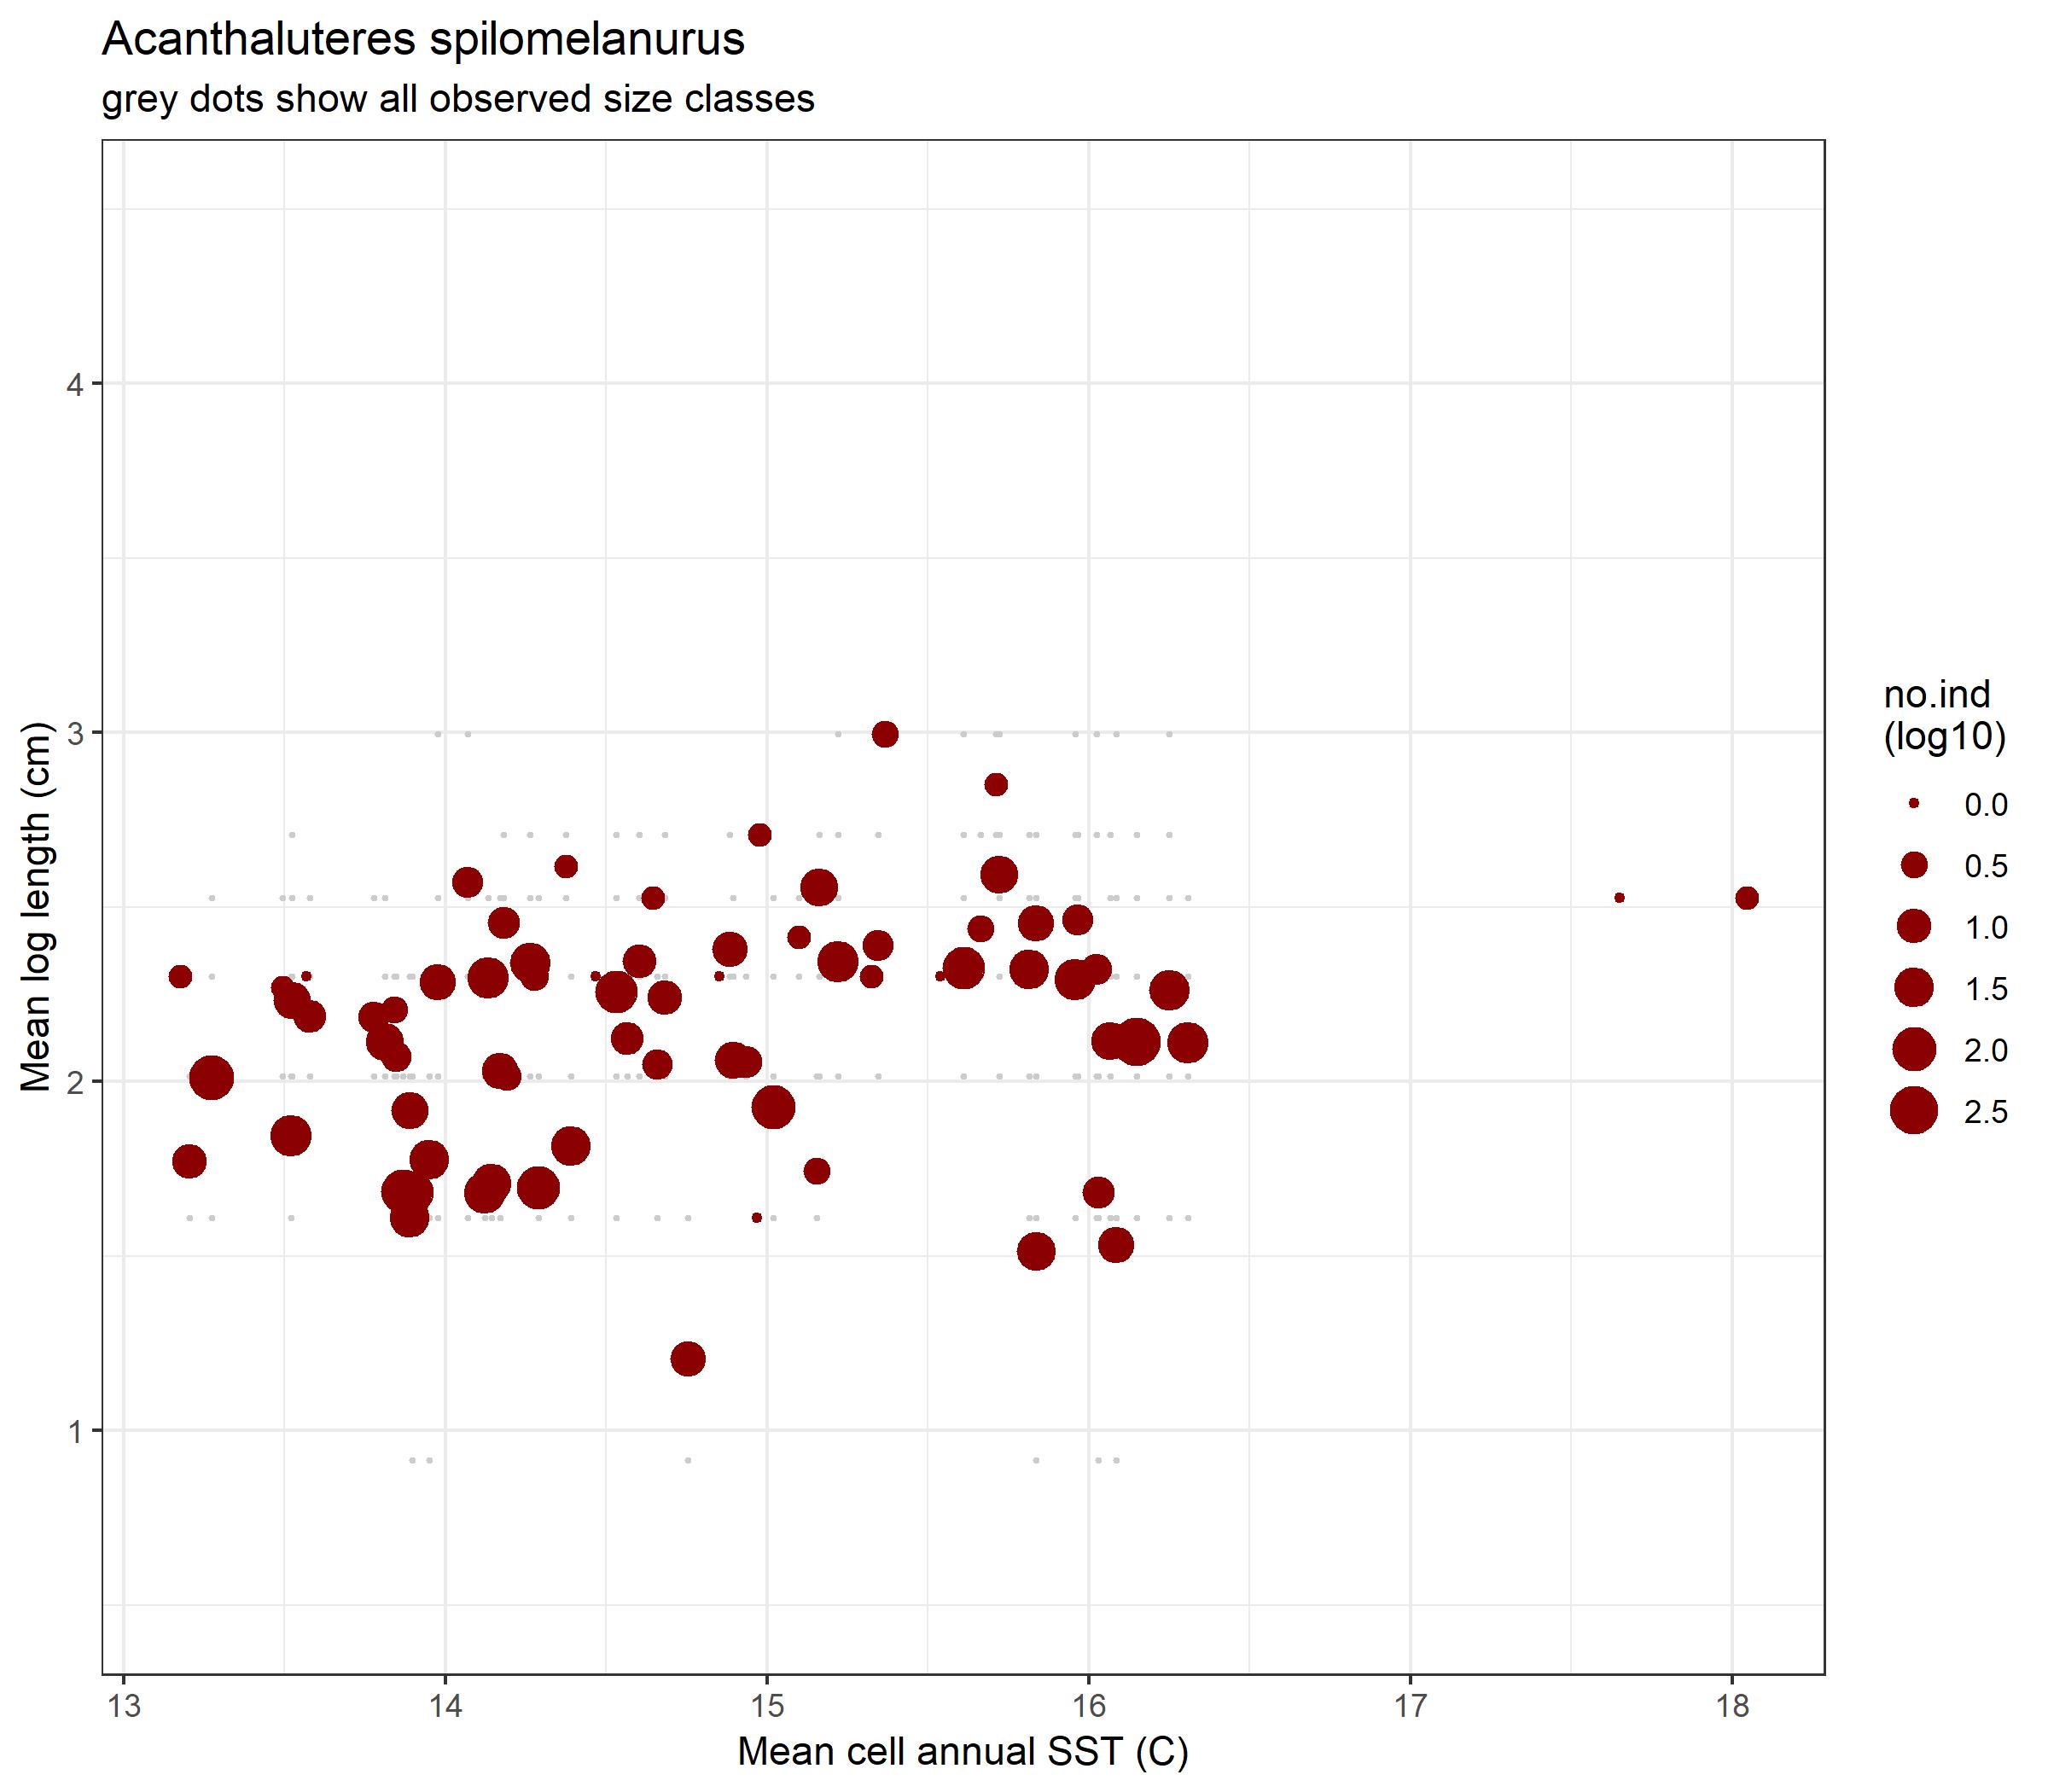 Acanthaluteres spilomelanurus
grey dots show all observed size classes
Mean log length (cm)
4
3
2
1
13 14 15 16 17 18
Mean cell annual SST (C)
no.ind
(log10)
0.0
0.5
1.0
1.5
2.0
2.5